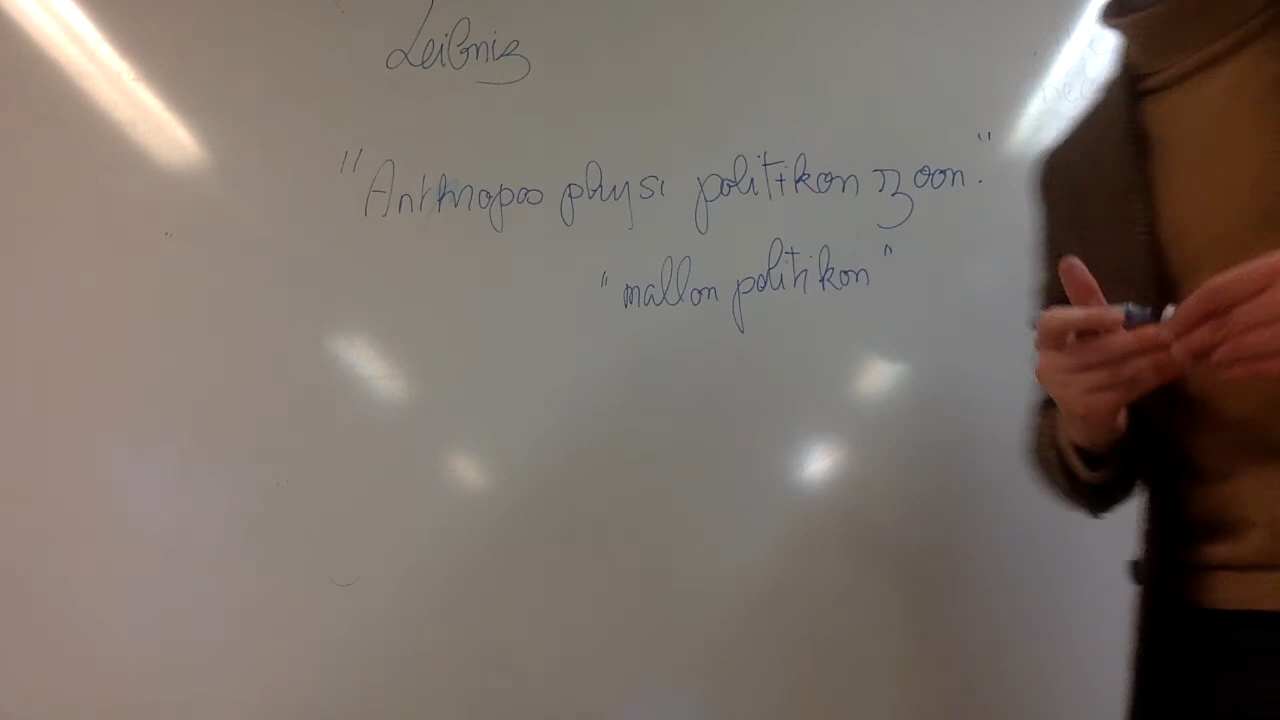 Leibniz
"Anthropos physi politikon zoon."
"mallon politikon"